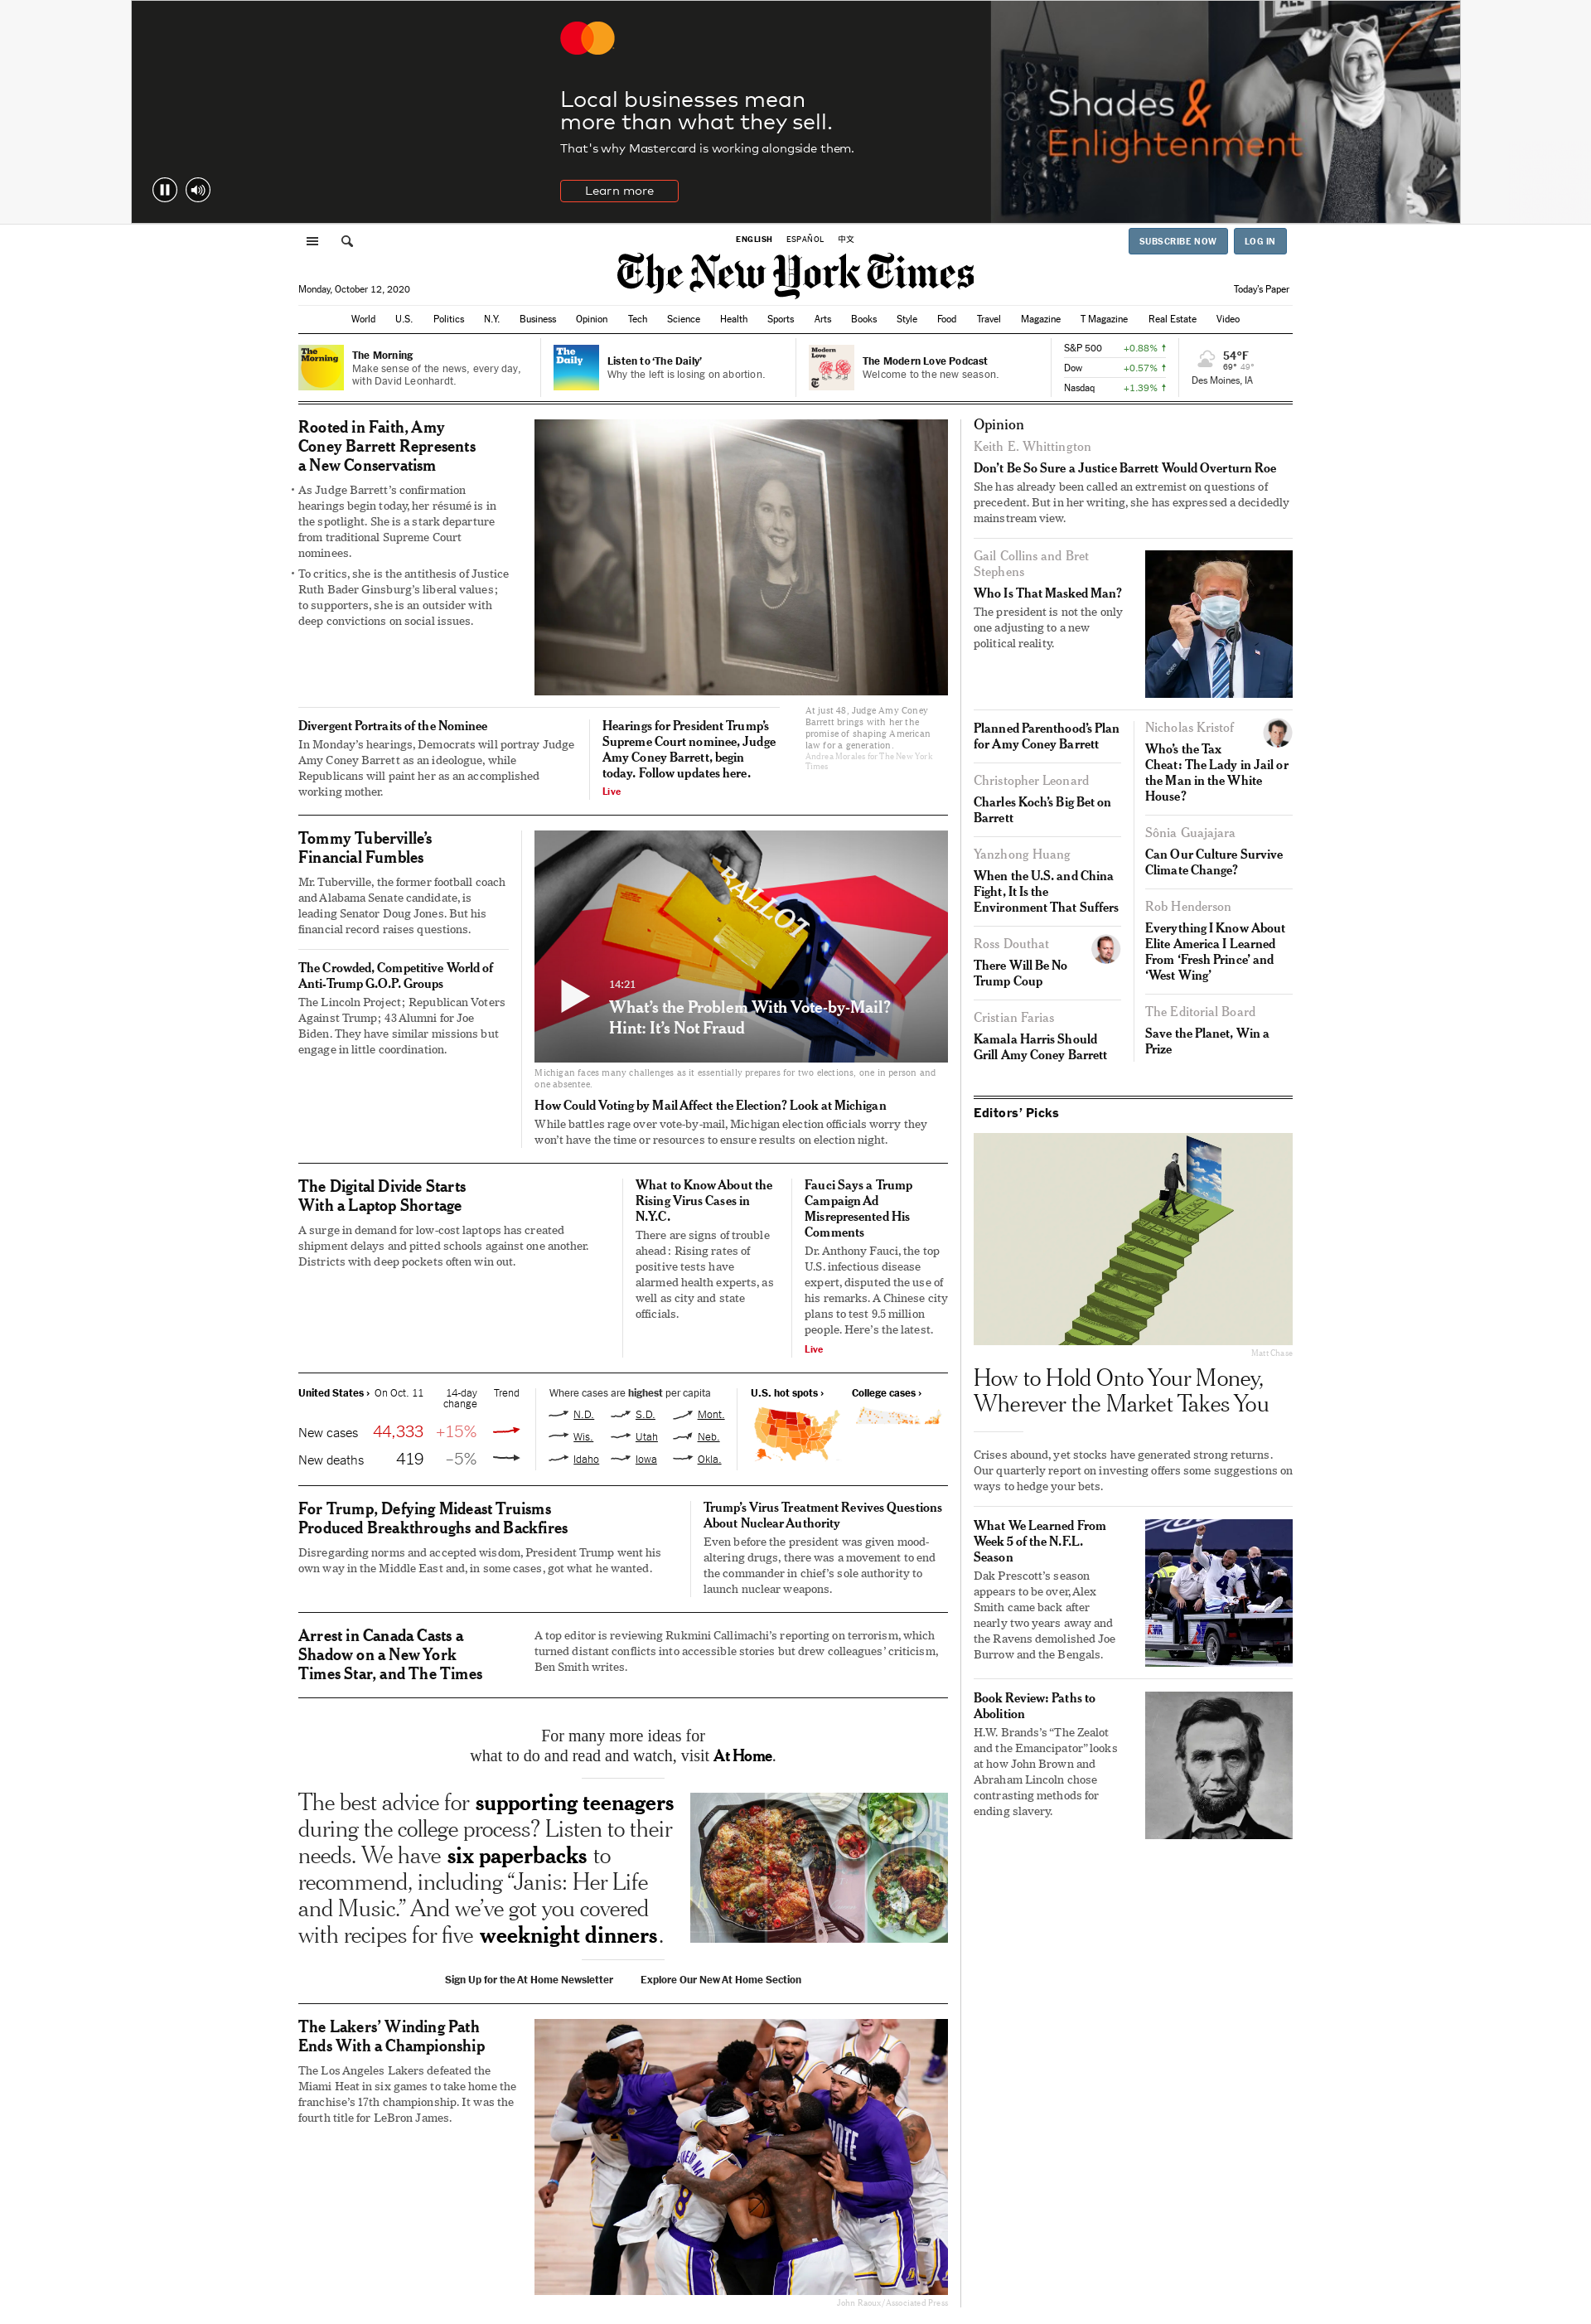 ALL
Local businesses mean
more than what they sell.
That's why Mastercard is working alongside them.
Learn more
Shades &
Enlightenment
ENGLISH ESPAÑOL 中文
SUBSCRIBE NOW LOG IN
The New York Times
Monday, October 12, 2020
Today's Paper
World U.S. Politics N.Y. Business Opinion Tech Science Health Sports Arts Books Style Food Travel Magazine T Magazine Real Estate Video
The Morning
The Morning
Make sense of the news, every day,
with David Leonhardt.
The Daily
Listen to ‘The Daily’
Why the left is losing on abortion.
Modern Love
The Modern Love Podcast
Welcome to the new season.
S&P 500 +0.88% ↑
Dow +0.57% ↑
Nasdaq +1.39% ↑
54°F
69° 49°
Des Moines, IA
Rooted in Faith, Amy
Coney Barrett Represents
a New Conservatism
• As Judge Barrett’s confirmation
hearings begin today, her résumé is in
the spotlight. She is a stark departure
from traditional Supreme Court
nominees.
• To critics, she is the antithesis of Justice
Ruth Bader Ginsburg’s liberal values;
to supporters, she is an outsider with
deep convictions on social issues.
At just 48, Judge Amy Coney
Barrett brings with her the
promise of shaping American
law for a generation.
Andrea Morales for The New York
Times
Divergent Portraits of the Nominee
In Monday’s hearings, Democrats will portray Judge
Amy Coney Barrett as an ideologue, while
Republicans will paint her as an accomplished
working mother.
Hearings for President Trump’s
Supreme Court nominee, Judge
Amy Coney Barrett, begin
today. Follow updates here.
Live
Tommy Tuberville’s
Financial Fumbles
Mr. Tuberville, the former football coach
and Alabama Senate candidate, is
leading Senator Doug Jones. But his
financial record raises questions.
The Crowded, Competitive World of
Anti-Trump G.O.P. Groups
The Lincoln Project; Republican Voters
Against Trump; 43 Alumni for Joe
Biden. They have similar missions but
engage in little coordination.
BALLOT
14:21
What’s the Problem With Vote-by-Mail?
Hint: It’s Not Fraud
Michigan faces many challenges as it essentially prepares for two elections, one in person and
one absentee.
How Could Voting by Mail Affect the Election? Look at Michigan
While battles rage over vote-by-mail, Michigan election officials worry they
won’t have the time or resources to ensure results on election night.
The Digital Divide Starts
With a Laptop Shortage
A surge in demand for low-cost laptops has created
shipment delays and pitted schools against one another.
Districts with deep pockets often win out.
What to Know About the
Rising Virus Cases in
N.Y.C.
There are signs of trouble
ahead: Rising rates of
positive tests have
alarmed health experts, as
well as city and state
officials.
Fauci Says a Trump
Campaign Ad
Misrepresented His
Comments
Dr. Anthony Fauci, the top
U.S. infectious disease
expert, disputed the use of
his remarks. A Chinese city
plans to test 9.5 million
people. Here’s the latest.
Live
United States › On Oct. 11 14-day
change Trend
New cases 44,333 +15%
New deaths 419 –5%
Where cases are highest per capita
N.D. S.D. Mont.
Wis. Utah Neb.
Idaho Iowa Okla.
U.S. hot spots ›
College cases ›
For Trump, Defying Mideast Truisms
Produced Breakthroughs and Backfires
Disregarding norms and accepted wisdom, President Trump went his
own way in the Middle East and, in some cases, got what he wanted.
Trump’s Virus Treatment Revives Questions
About Nuclear Authority
Even before the president was given mood-
altering drugs, there was a movement to end
the commander in chief’s sole authority to
launch nuclear weapons.
Arrest in Canada Casts a
Shadow on a New York
Times Star, and The Times
A top editor is reviewing Rukmini Callimachi’s reporting on terrorism, which
turned distant conflicts into accessible stories but drew colleagues’ criticism,
Ben Smith writes.
For many more ideas for
what to do and read and watch, visit At Home.
The best advice for supporting teenagers
during the college process? Listen to their
needs. We have six paperbacks to
recommend, including “Janis: Her Life
and Music.” And we’ve got you covered
with recipes for five weeknight dinners.
Sign Up for the At Home Newsletter Explore Our New At Home Section
The Lakers’ Winding Path
Ends With a Championship
The Los Angeles Lakers defeated the
Miami Heat in six games to take home the
franchise’s 17th championship. It was the
fourth title for LeBron James.
VOTE
John Raoux/Associated Press
Opinion
Keith E. Whittington
Don’t Be So Sure a Justice Barrett Would Overturn Roe
She has already been called an extremist on questions of
precedent. But in her writing, she has expressed a decidedly
mainstream view.
Gail Collins and Bret
Stephens
Who Is That Masked Man?
The president is not the only
one adjusting to a new
political reality.
Planned Parenthood’s Plan
for Amy Coney Barrett
Christopher Leonard
Charles Koch’s Big Bet on
Barrett
Yanzhong Huang
When the U.S. and China
Fight, It Is the
Environment That Suffers
Ross Douthat
There Will Be No
Trump Coup
Cristian Farias
Kamala Harris Should
Grill Amy Coney Barrett
Nicholas Kristof
Who’s the Tax
Cheat: The Lady in Jail or
the Man in the White
House?
Sônia Guajajara
Can Our Culture Survive
Climate Change?
Rob Henderson
Everything I Know About
Elite America I Learned
From ‘Fresh Prince’ and
‘West Wing’
The Editorial Board
Save the Planet, Win a
Prize
Editors’ Picks
Matt Chase
How to Hold Onto Your Money,
Wherever the Market Takes You
Crises abound, yet stocks have generated strong returns.
Our quarterly report on investing offers some suggestions on
ways to hedge your bets.
What We Learned From
Week 5 of the N.F.L.
Season
Dak Prescott’s season
appears to be over, Alex
Smith came back after
nearly two years away and
the Ravens demolished Joe
Burrow and the Bengals.
4
Book Review: Paths to
Abolition
H.W. Brands’s “The Zealot
and the Emancipator” looks
at how John Brown and
Abraham Lincoln chose
contrasting methods for
ending slavery.